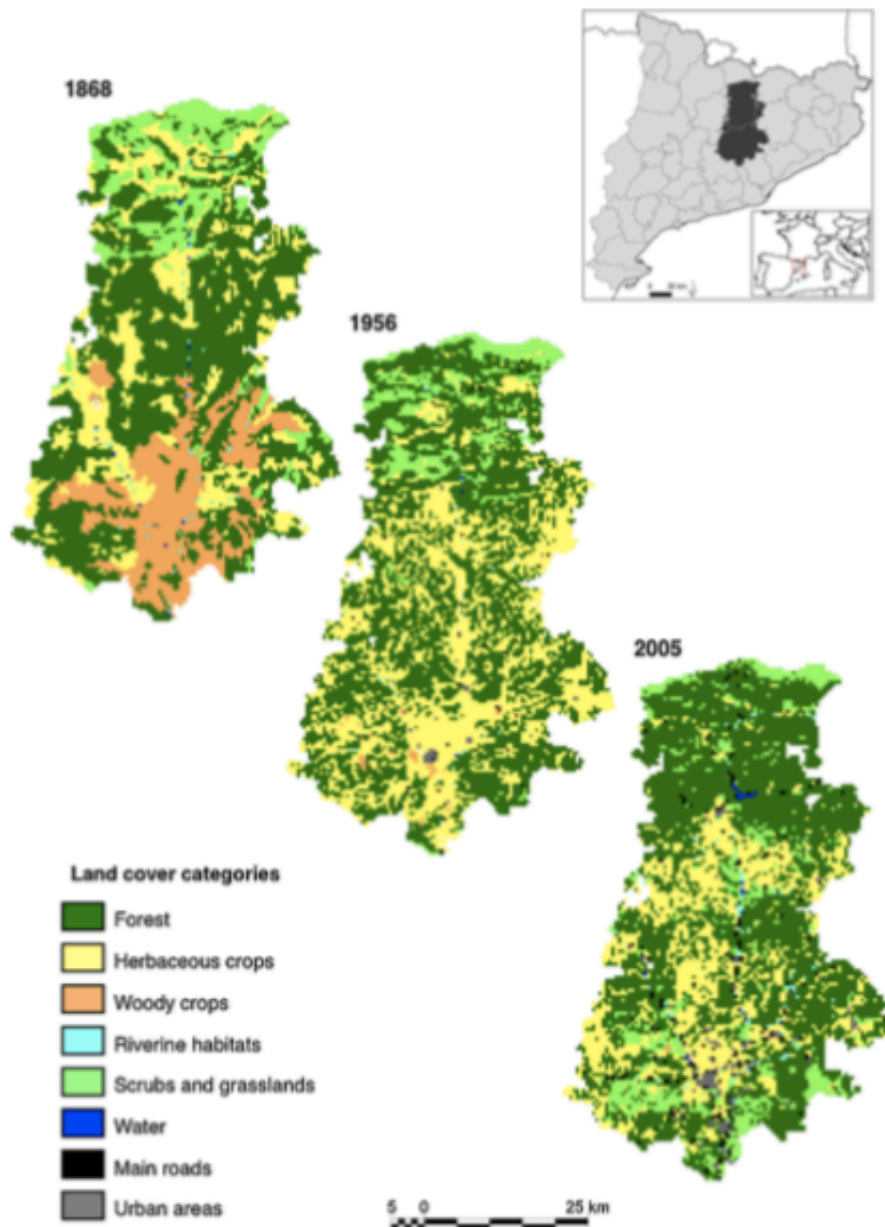 1868
1956
2005
Land cover categories
Forest
Herbaceous crops
Woody crops
Riverine habitats
Scrubs and grasslands
Water
Main roads
Urban areas
5 0 25 km